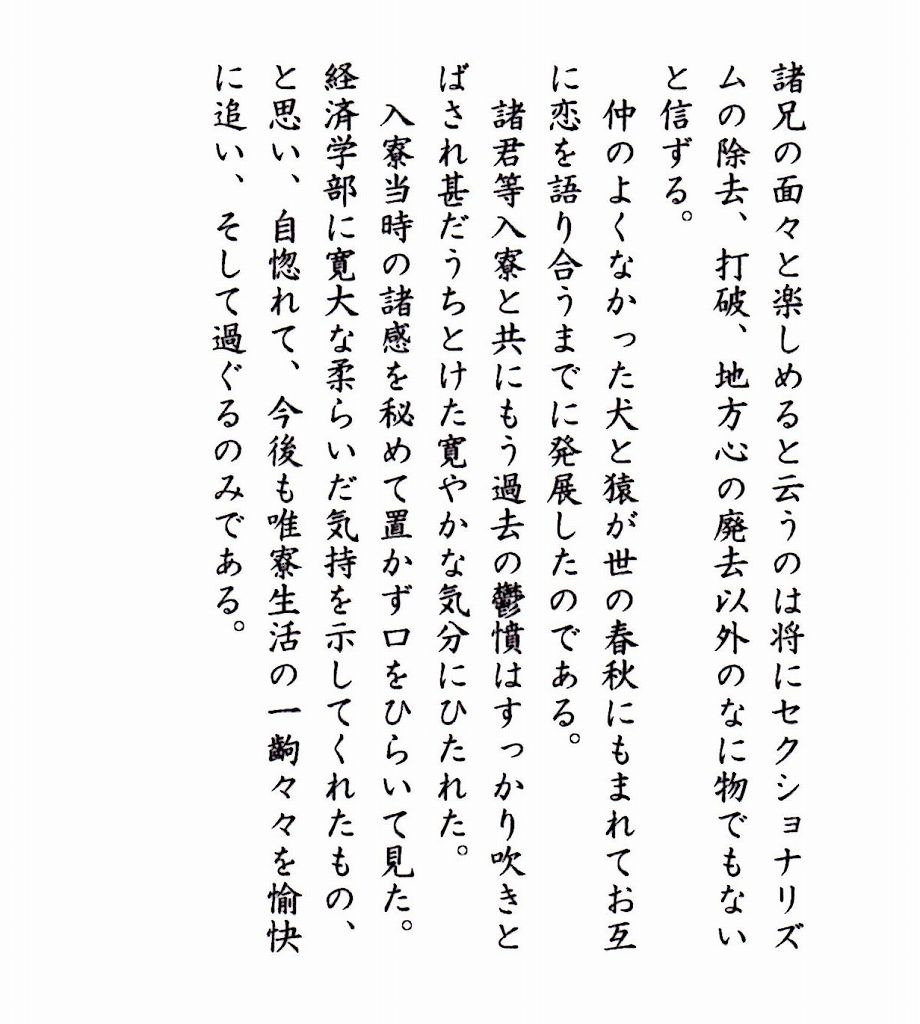 諸兄の面々と楽しめると云うのは将にセクショナリズ
ムの除去、打破、地方心の廃去以外のなに物でもない
と信ずる。
仲のよくなかった犬と猿が世の春秋にもまれてお互
に恋を語り合うまでに発展したのである。
諸君等入寮と共にもう過去の鬱憤はすっかり吹きと
ばされ甚だうちとけた寛やかな気分にひたれた。
入寮当時の諸感を秘めて置かず口をひらいて見た。
経済学部に寛大な柔らいだ気持を示してくれたもの、
と思い、自惚れて、今後も唯寮生活の一齣々々を愉快
に追い、そして過ぐるのみである。